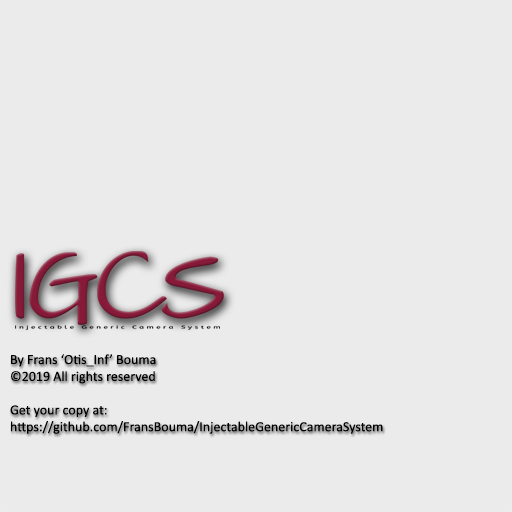 IGCS
Injectable Generic Camera System
By Frans ‘Otis_Inf’ Bouma
©2019 All rights reserved
Get your copy at:
https://github.com/FransBouma/InjectableGenericCameraSystem